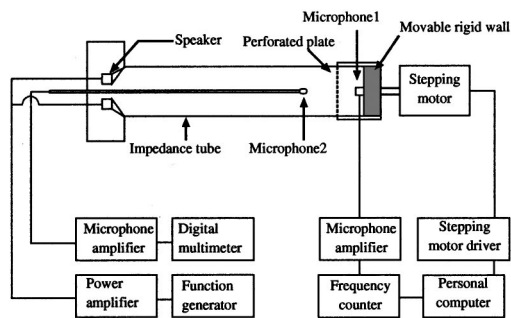 Microphone1
Speaker
Perforated plate
Movable rigid wall
Stepping
motor
Impedance tube
Microphone2
Microphone
amplifier
Digital
multimeter
Microphone
amplifier
Stepping
motor driver
Power
amplifier
Function
generator
Frequency
counter
Personal
computer